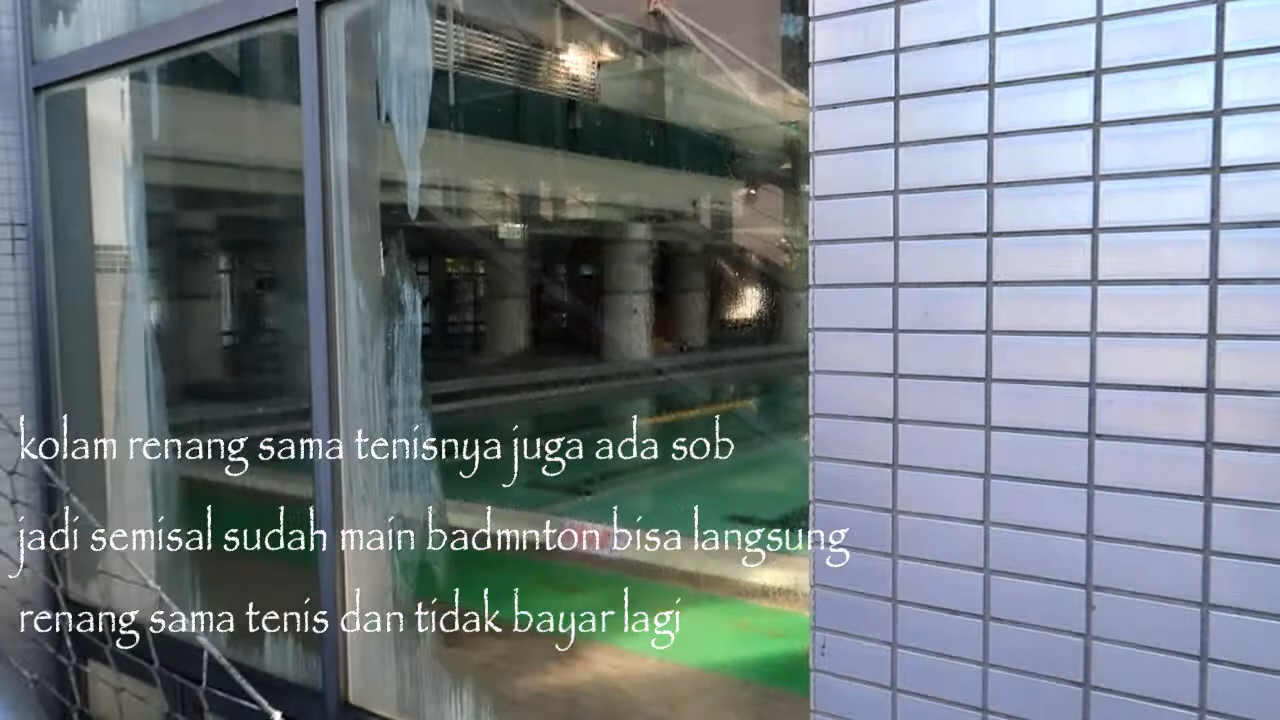 kolam renang sama tenisnya juga ada sob
jadi semisal sudah main badmnton bisa langsung
renang sama tenis dan tidak bayar lagi